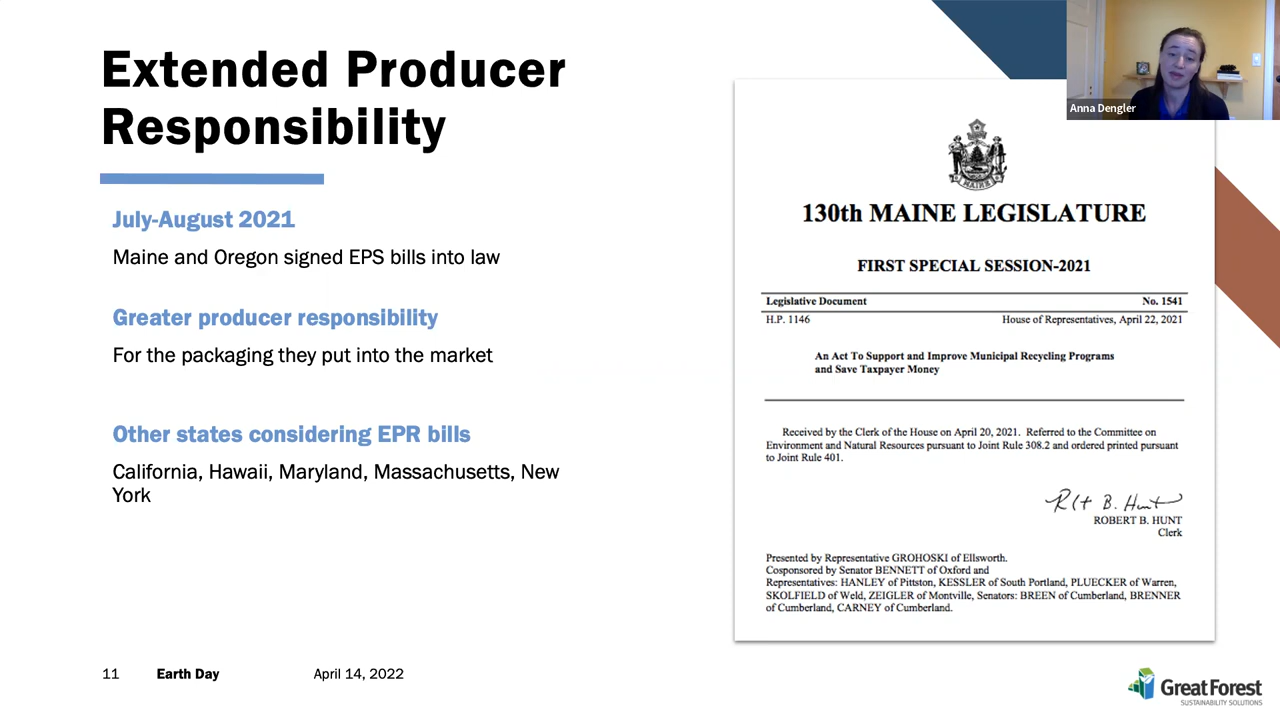 Extended Producer
Responsibility
July-August 2021
Maine and Oregon signed EPS bills into law
Greater producer responsibility
For the packaging they put into the market
Other states considering EPR bills
California, Hawaii, Maryland, Massachusetts, New
York
11 Earth Day April 14, 2022
Anna Dengler
MAINE
130th MAINE LEGISLATURE
FIRST SPECIAL SESSION-2021
Legislative Document No. 1541
H.P. 1146 House of Representatives, April 22, 2021
An Act To Support and Improve Municipal Recycling Programs
and Save Taxpayer Money
Received by the Clerk of the House on April 20, 2021. Referred to the Committee on
Environment and Natural Resources pursuant to Joint Rule 308.2 and ordered printed pursuant
to Joint Rule 401.
R(t B. Hunt
ROBERT B. HUNT
Clerk
Presented by Representative GROHOSKI of Ellsworth.
Cosponsored by Senator BENNETT of Oxford and
Representatives: HANLEY of Pittston, KESSLER of South Portland, PLUECKER of Warren,
SKOLFIELD of Weld, ZEIGLER of Montville, Senators: BREEN of Cumberland, BRENNER
of Cumberland, CARNEY of Cumberland.
GreatForest
SUSTAINABILITY SOLUTIONS